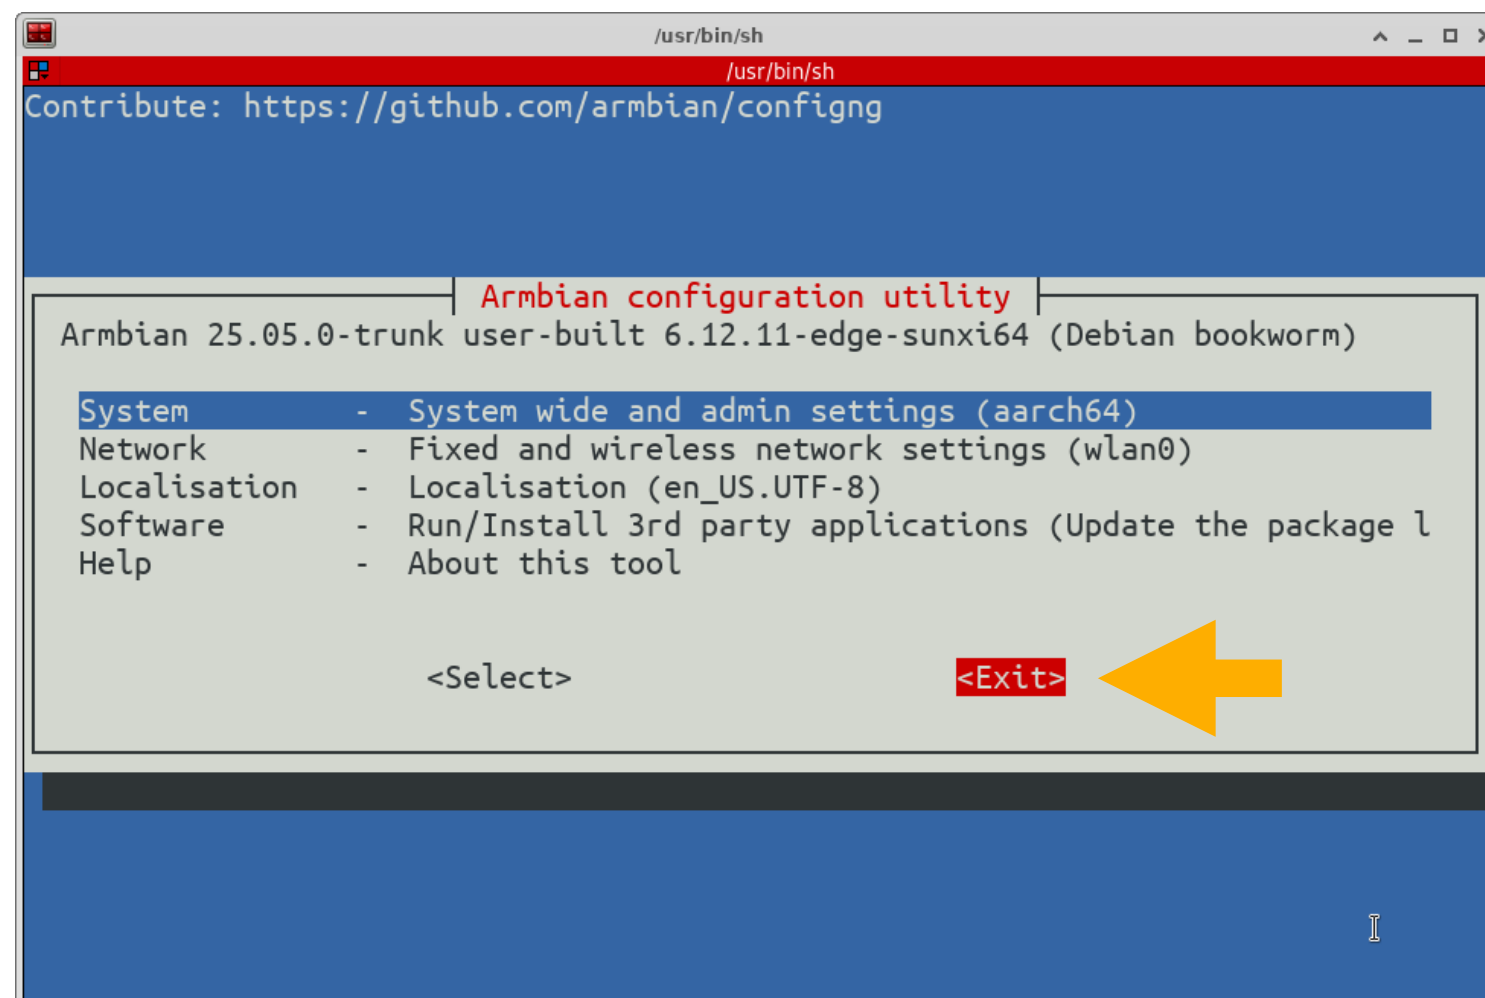 /usr/bin/sh
/usr/bin/sh
Contribute: https://github.com/armbian/configng
Armbian configuration utility
Armbian 25.05.0-trunk user-built 6.12.11-edge-sunxi64 (Debian bookworm)
System - System wide and admin settings (aarch64)
Network - Fixed and wireless network settings (wlan0)
Localisation - Localisation (en_US.UTF-8)
Software - Run/Install 3rd party applications (Update the package l
Help - About this tool
<Select> <Exit>